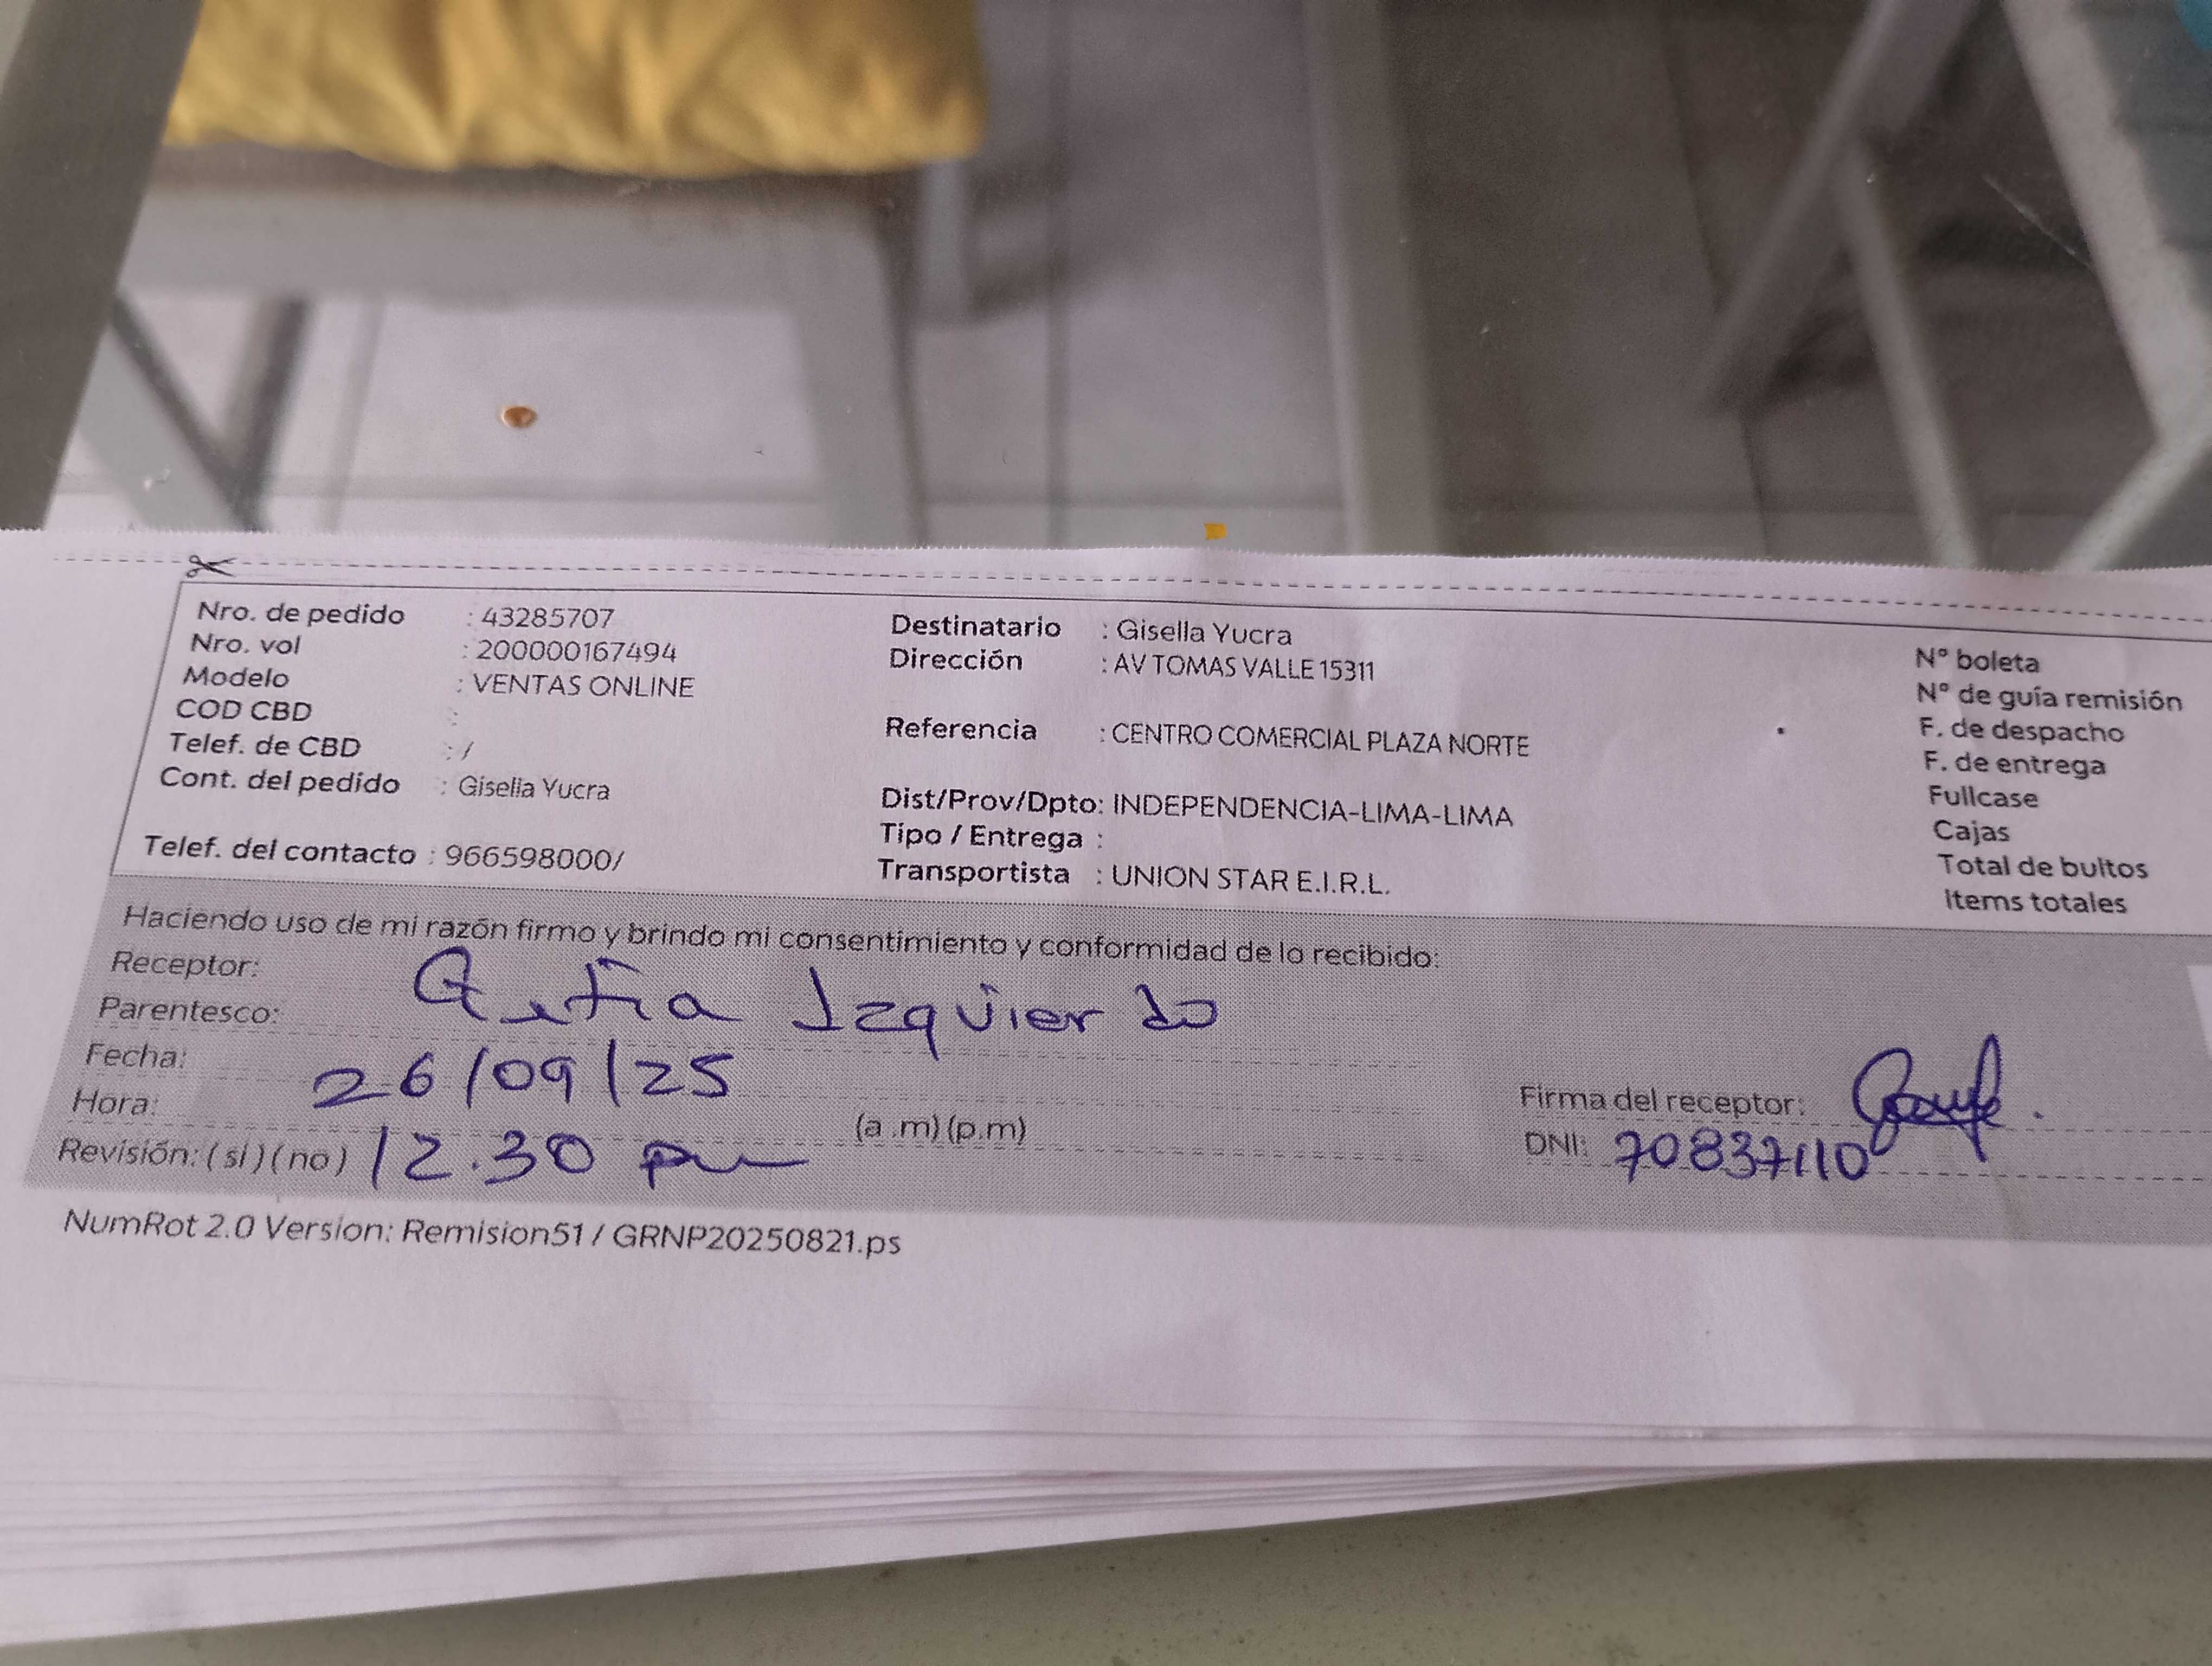 Nro. de pedido : 43285707
Nro. vol : 200000167494
Modelo : VENTAS ONLINE
COD CBD :
Telef. de CBD : /
Cont. del pedido : Gisella Yucra
Telef. del contacto : 966598000/
Destinatario : Gisella Yucra
Dirección : AV TOMAS VALLE 15311
Referencia : CENTRO COMERCIAL PLAZA NORTE
Dist/Prov/Dpto: INDEPENDENCIA-LIMA-LIMA
Tipo / Entrega :
Transportista : UNION STAR E.I.R.L.
N° boleta
N° de guía remisión
F. de despacho
F. de entrega
Fullcase
Cajas
Total de bultos
Items totales
Haciendo uso de mi razón firmo y brindo mi consentimiento y conformidad de lo recibido:
Receptor: Izquierdo
Parentesco:
Fecha: 26/09/25
Hora: (a .m) (p.m)
Revisión: ( si ) ( no ) 12.30 pm
Firma del receptor:
DNI: 70837110
NumRot 2.0 Version: Remision51 / GRNP20250821.ps